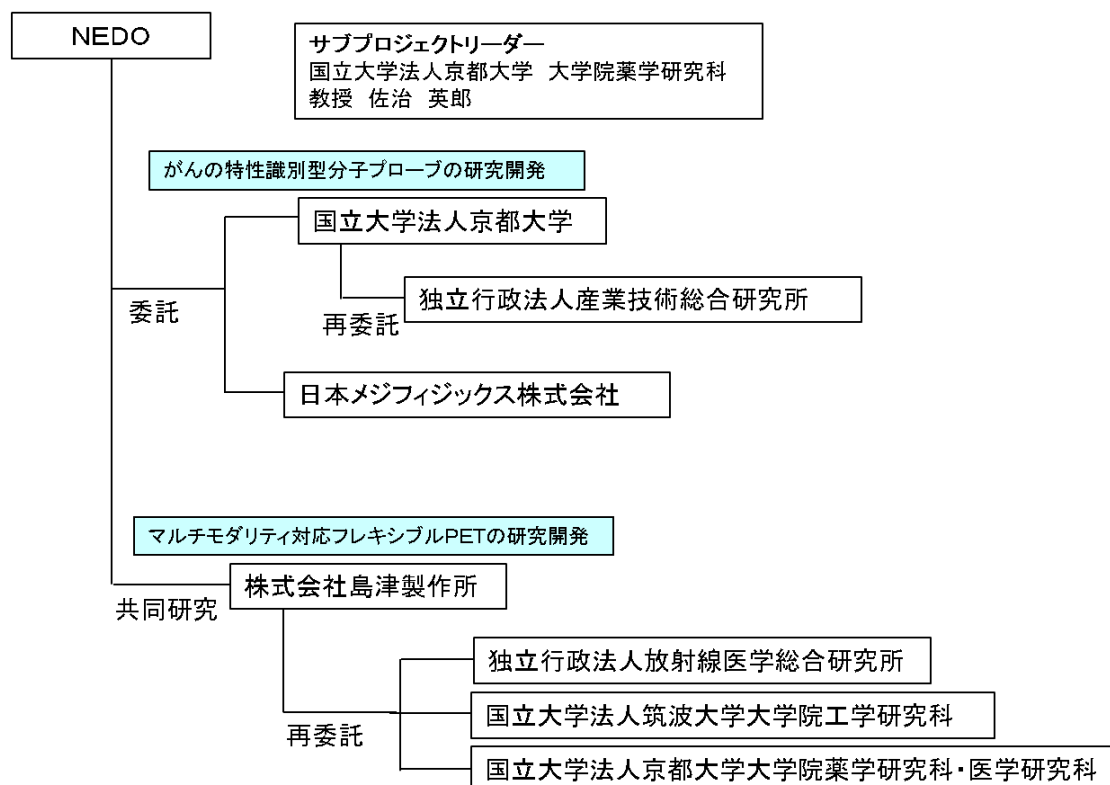 NEDO
サブプロジェクトリーダー
国立大学法人京都大学 大学院薬学研究科
教授 佐治 英郎
がんの特性識別型分子プローブの研究開発
国立大学法人京都大学
委託
再委託
独立行政法人産業技術総合研究所
日本メジフィジックス株式会社
マルチモダリティ対応フレキシブルPETの研究開発
株式会社島津製作所
共同研究
独立行政法人放射線医学総合研究所
再委託
国立大学法人筑波大学大学院工学研究科
国立大学法人京都大学大学院薬学研究科・医学研究科